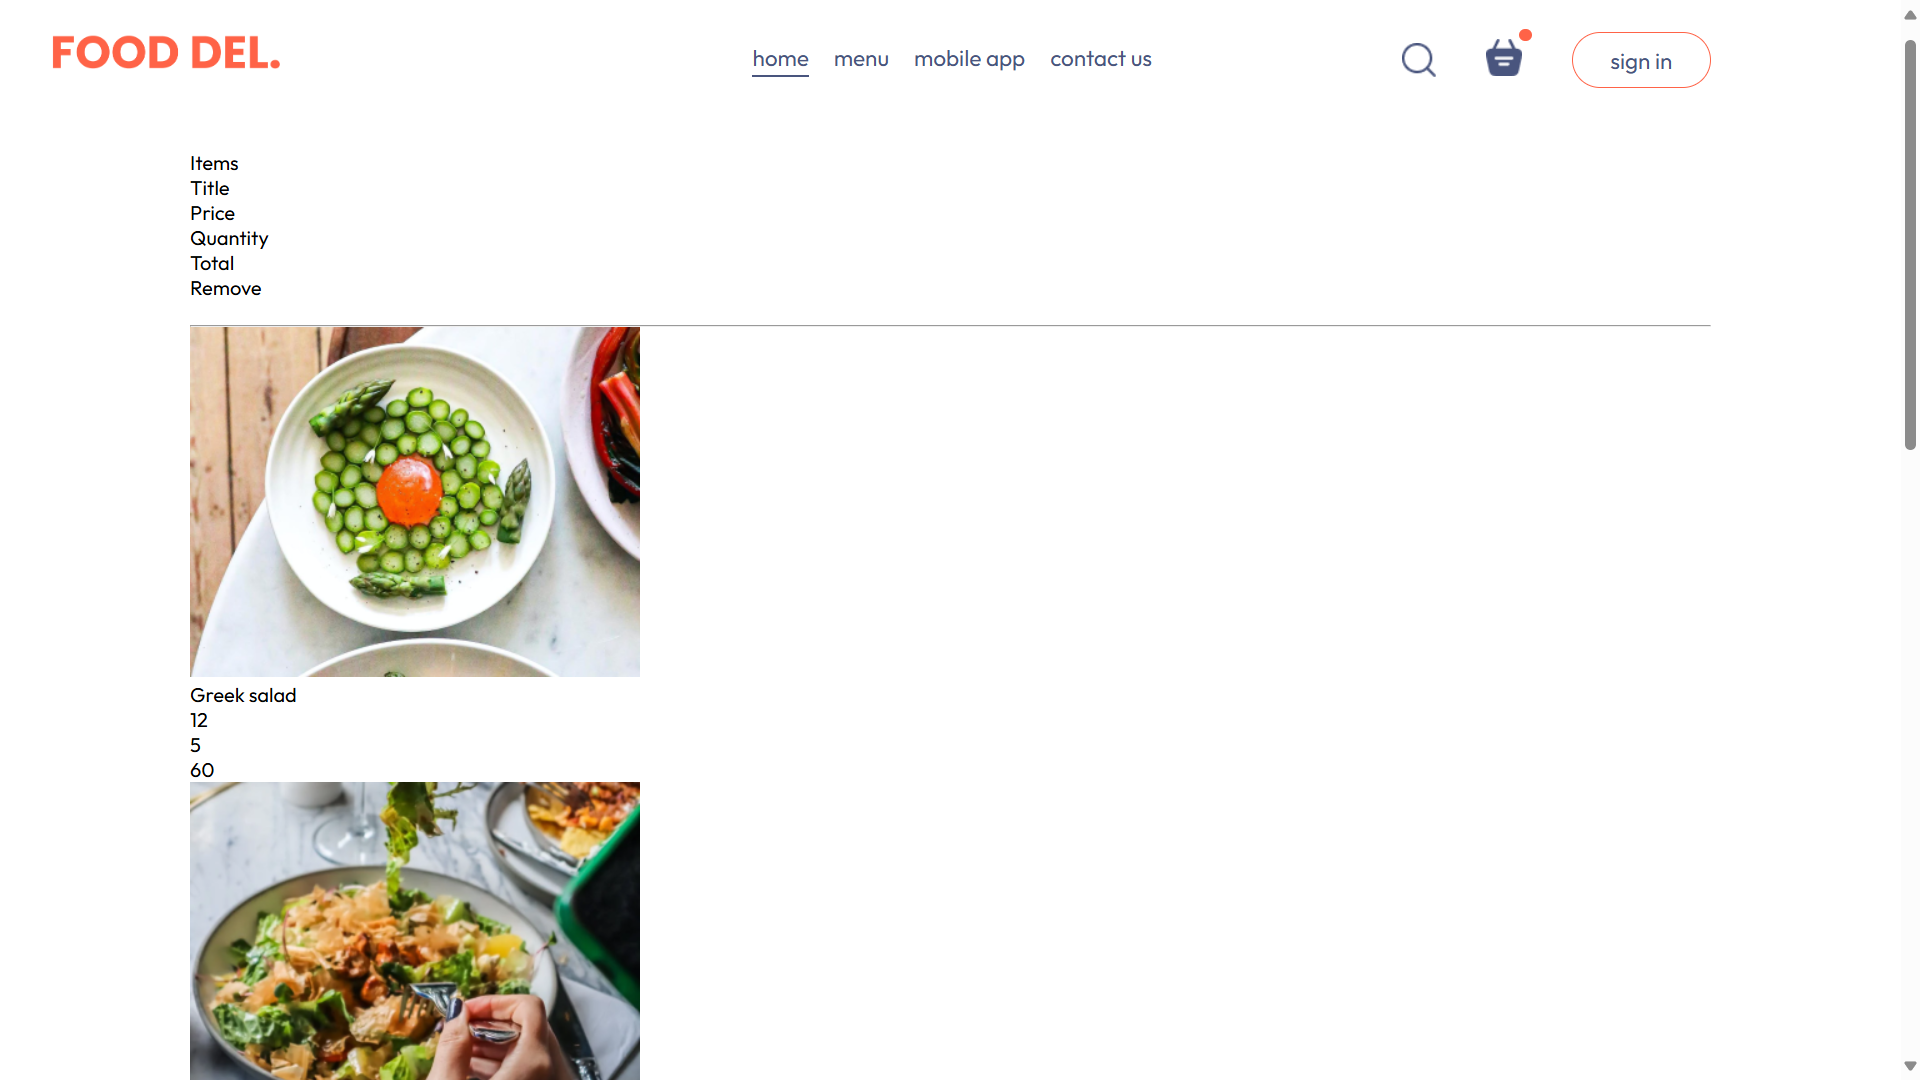 FOOD DEL.
home menu mobile app contact us
sign in
Items
Title
Price
Quantity
Total
Remove
Greek salad
12
5
60